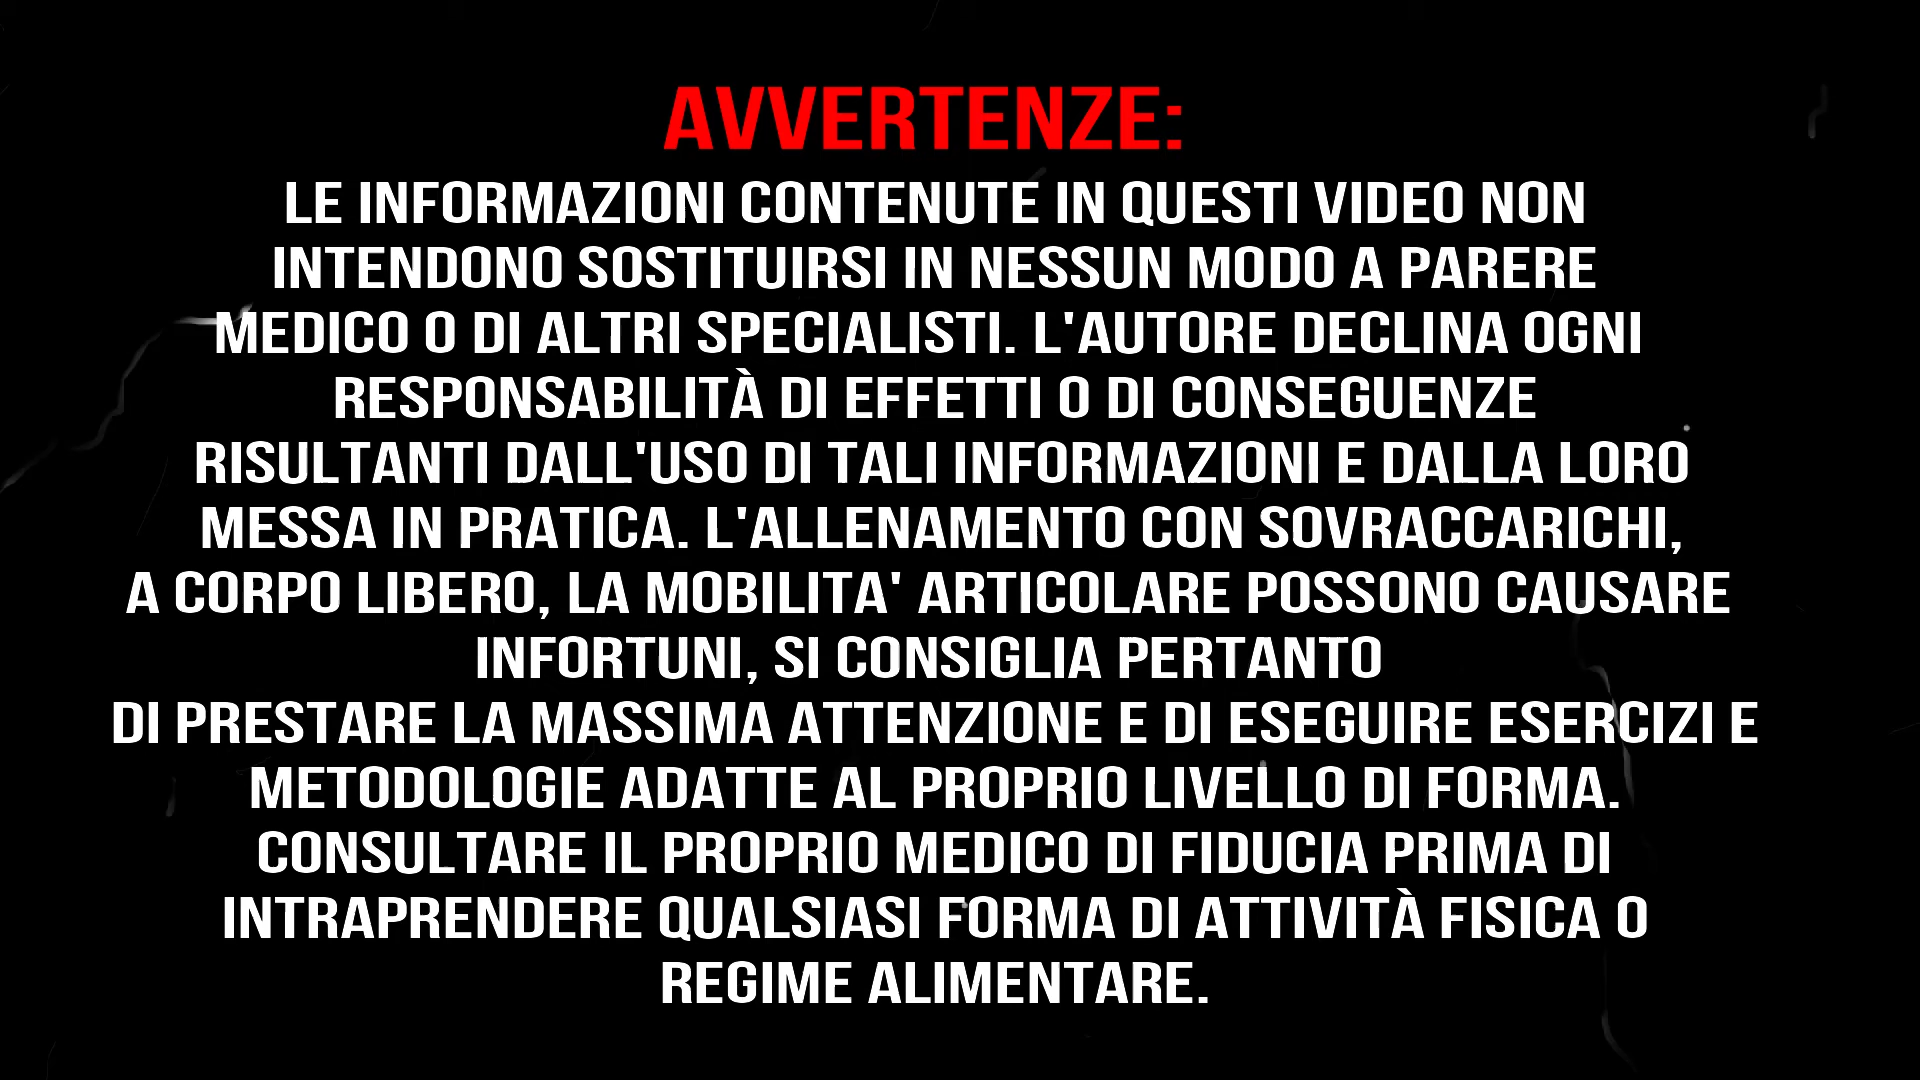 AVVERTENZE:
LE INFORMAZIONI CONTENUTE IN QUESTI VIDEO NON
INTENDONO SOSTITUIRSI IN NESSUN MODO A PARERE
MEDICO O DI ALTRI SPECIALISTI. L'AUTORE DECLINA OGNI
RESPONSABILITÀ DI EFFETTI O DI CONSEGUENZE
RISULTANTI DALL'USO DI TALI INFORMAZIONI E DALLA LORO
MESSA IN PRATICA. L'ALLENAMENTO CON SOVRACCARICHI,
A CORPO LIBERO, LA MOBILITA' ARTICOLARE POSSONO CAUSARE
INFORTUNI, SI CONSIGLIA PERTANTO
DI PRESTARE LA MASSIMA ATTENZIONE E DI ESEGUIRE ESERCIZI E
METODOLOGIE ADATTE AL PROPRIO LIVELLO DI FORMA.
CONSULTARE IL PROPRIO MEDICO DI FIDUCIA PRIMA DI
INTRAPRENDERE QUALSIASI FORMA DI ATTIVITÀ FISICA O
REGIME ALIMENTARE.